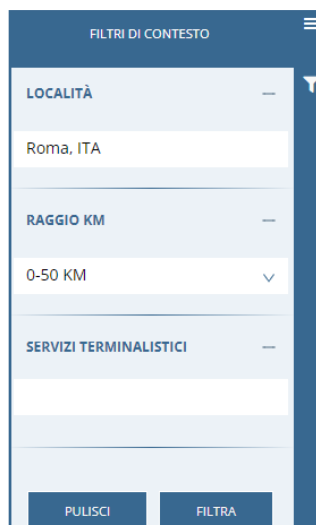 FILTRI DI CONTESTO
LOCALITÀ
Roma, ITA
RAGGIO KM
0-50 KM
SERVIZI TERMINALISTICI
PULISCI FILTRA